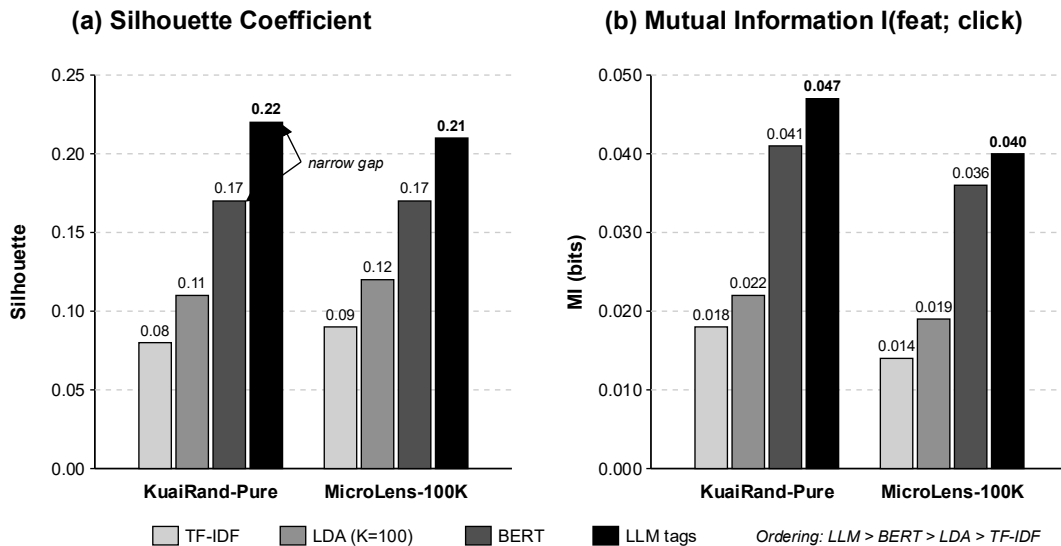 (a) Silhouette Coefficient
0.25
0.20
0.15
0.10
0.05
0.00
Silhouette
0.08
0.11
0.17
0.22
narrow gap
0.09
0.12
0.17
0.21
KuaiRand-Pure
MicroLens-100K
(b) Mutual Information I(feat; click)
0.050
0.040
0.030
0.020
0.010
0.000
MI (bits)
0.018
0.022
0.041
0.047
0.014
0.019
0.036
0.040
KuaiRand-Pure
MicroLens-100K
TF-IDF
LDA (K=100)
BERT
LLM tags
Ordering: LLM > BERT > LDA > TF-IDF